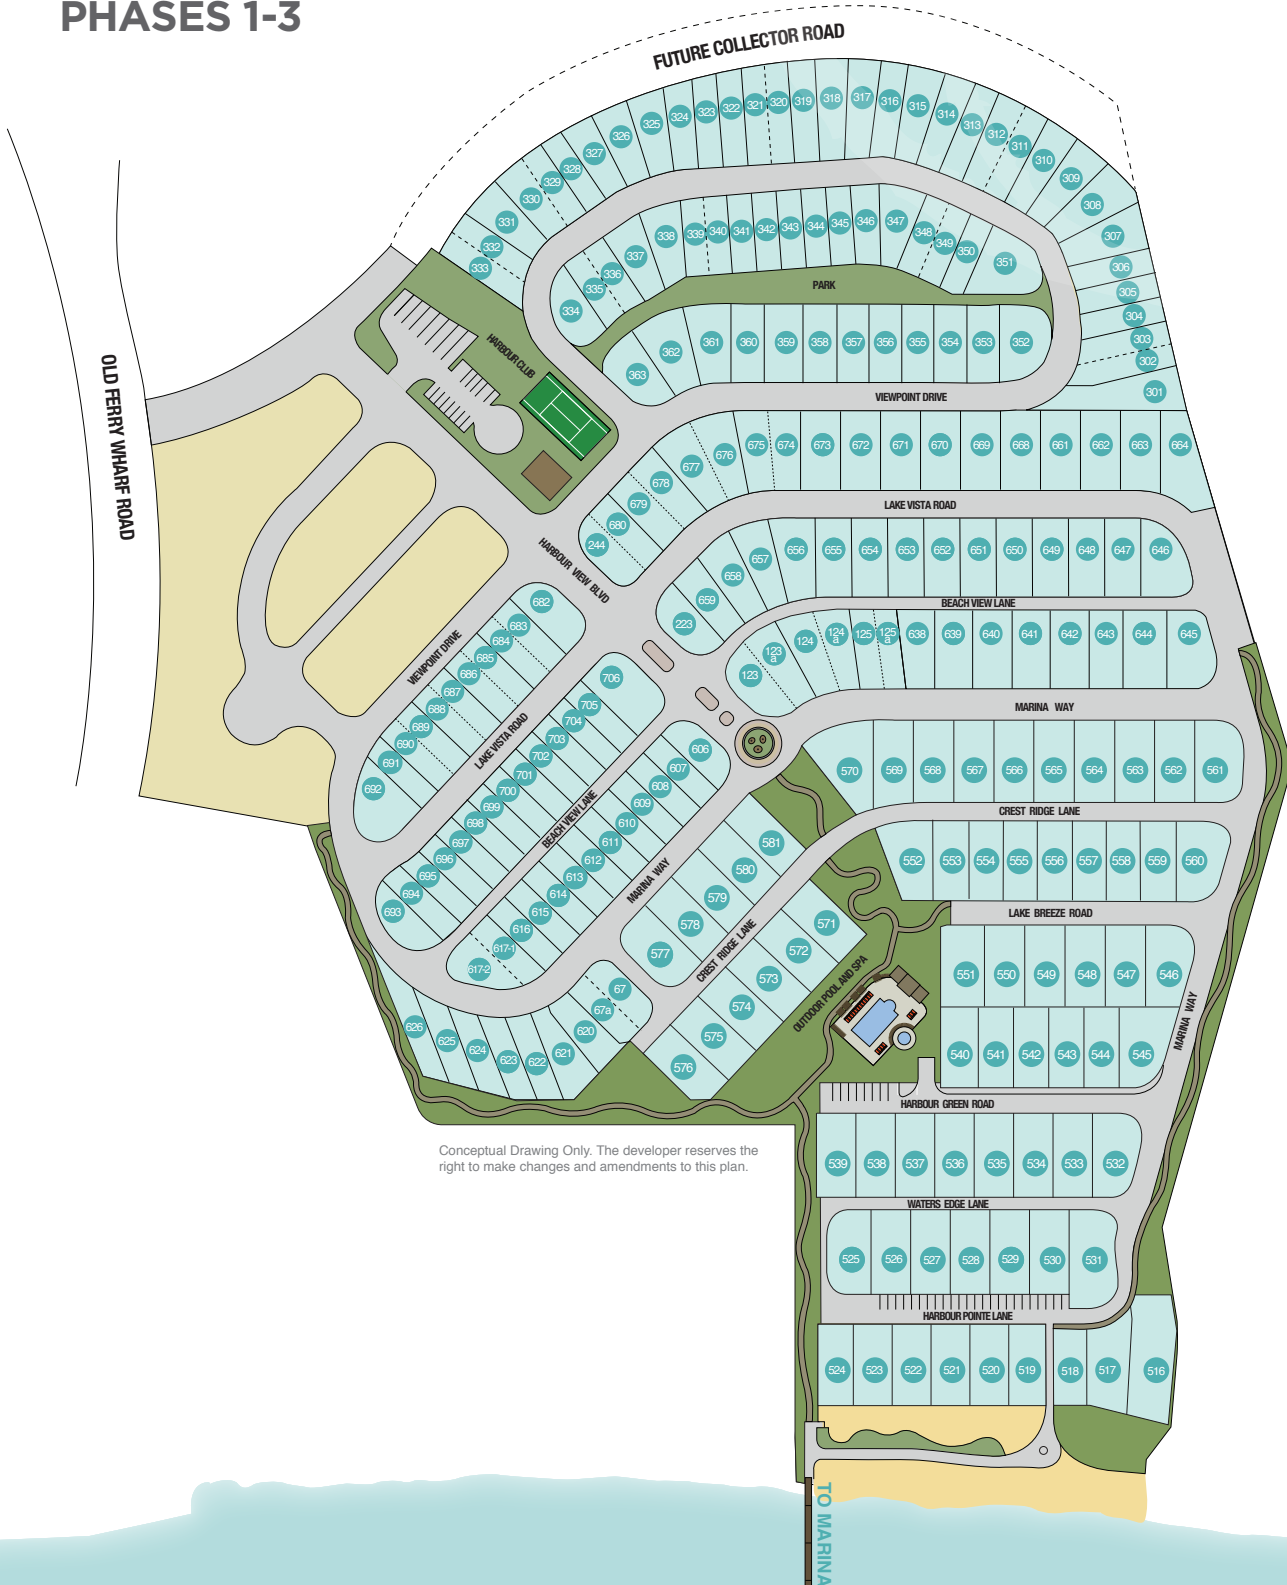 PHASES 1-3
FUTURE COLLECTOR ROAD
OLD FERRY WHARF ROAD
333 332 331 330 329 328 327 326 325 324 323 322 321 320 319 318 317 316 315 314 313 312 311 310 309 308 307 306 305 304 303 302 301
334 335 336 337 338 339 340 341 342 343 344 345 346 347 348 349 350 351
PARK
HARBOUR CLUB
363 362 361 360 359 358 357 356 355 354 353 352
VIEWPOINT DRIVE
244 680 679 678 677 676 675 674 673 672 671 670 669 668 661 662 663 664
LAKE VISTA ROAD
HARBOUR VIEW BLVD
223 659 658 657 656 655 654 653 652 651 650 649 648 647 646
BEACH VIEW LANE
123 123a 124 124a 125 125a 638 639 640 641 642 643 644 645
MARINA WAY
570 569 568 567 566 565 564 563 562 561
CREST RIDGE LANE
552 553 554 555 556 557 558 559 560
LAKE BREEZE ROAD
551 550 549 548 547 546
540 541 542 543 544 545
MARINA WAY
VIEWPOINT DRIVE
682 683 684 685 686 687 688 689 690 691 692
LAKE VISTA ROAD
706 705 704 703 702 701 700 699 698 697 696 695 694 693
BEACH VIEW LANE
606 607 608 609 610 611 612 613 614 615 616 617-1 617-2
MARINA WAY
581 580 579 578 577
CREST RIDGE LANE
571 572 573 574 575 576
OUTDOOR POOL AND SPA
67 67a 620 621 622 623 624 625 626
HARBOUR GREEN ROAD
539 538 537 536 535 534 533 532
WATERS EDGE LANE
525 526 527 528 529 530 531
HARBOUR POINTE LANE
524 523 522 521 520 519 518 517 516
Conceptual Drawing Only. The developer reserves the
right to make changes and amendments to this plan.
TO MARINA